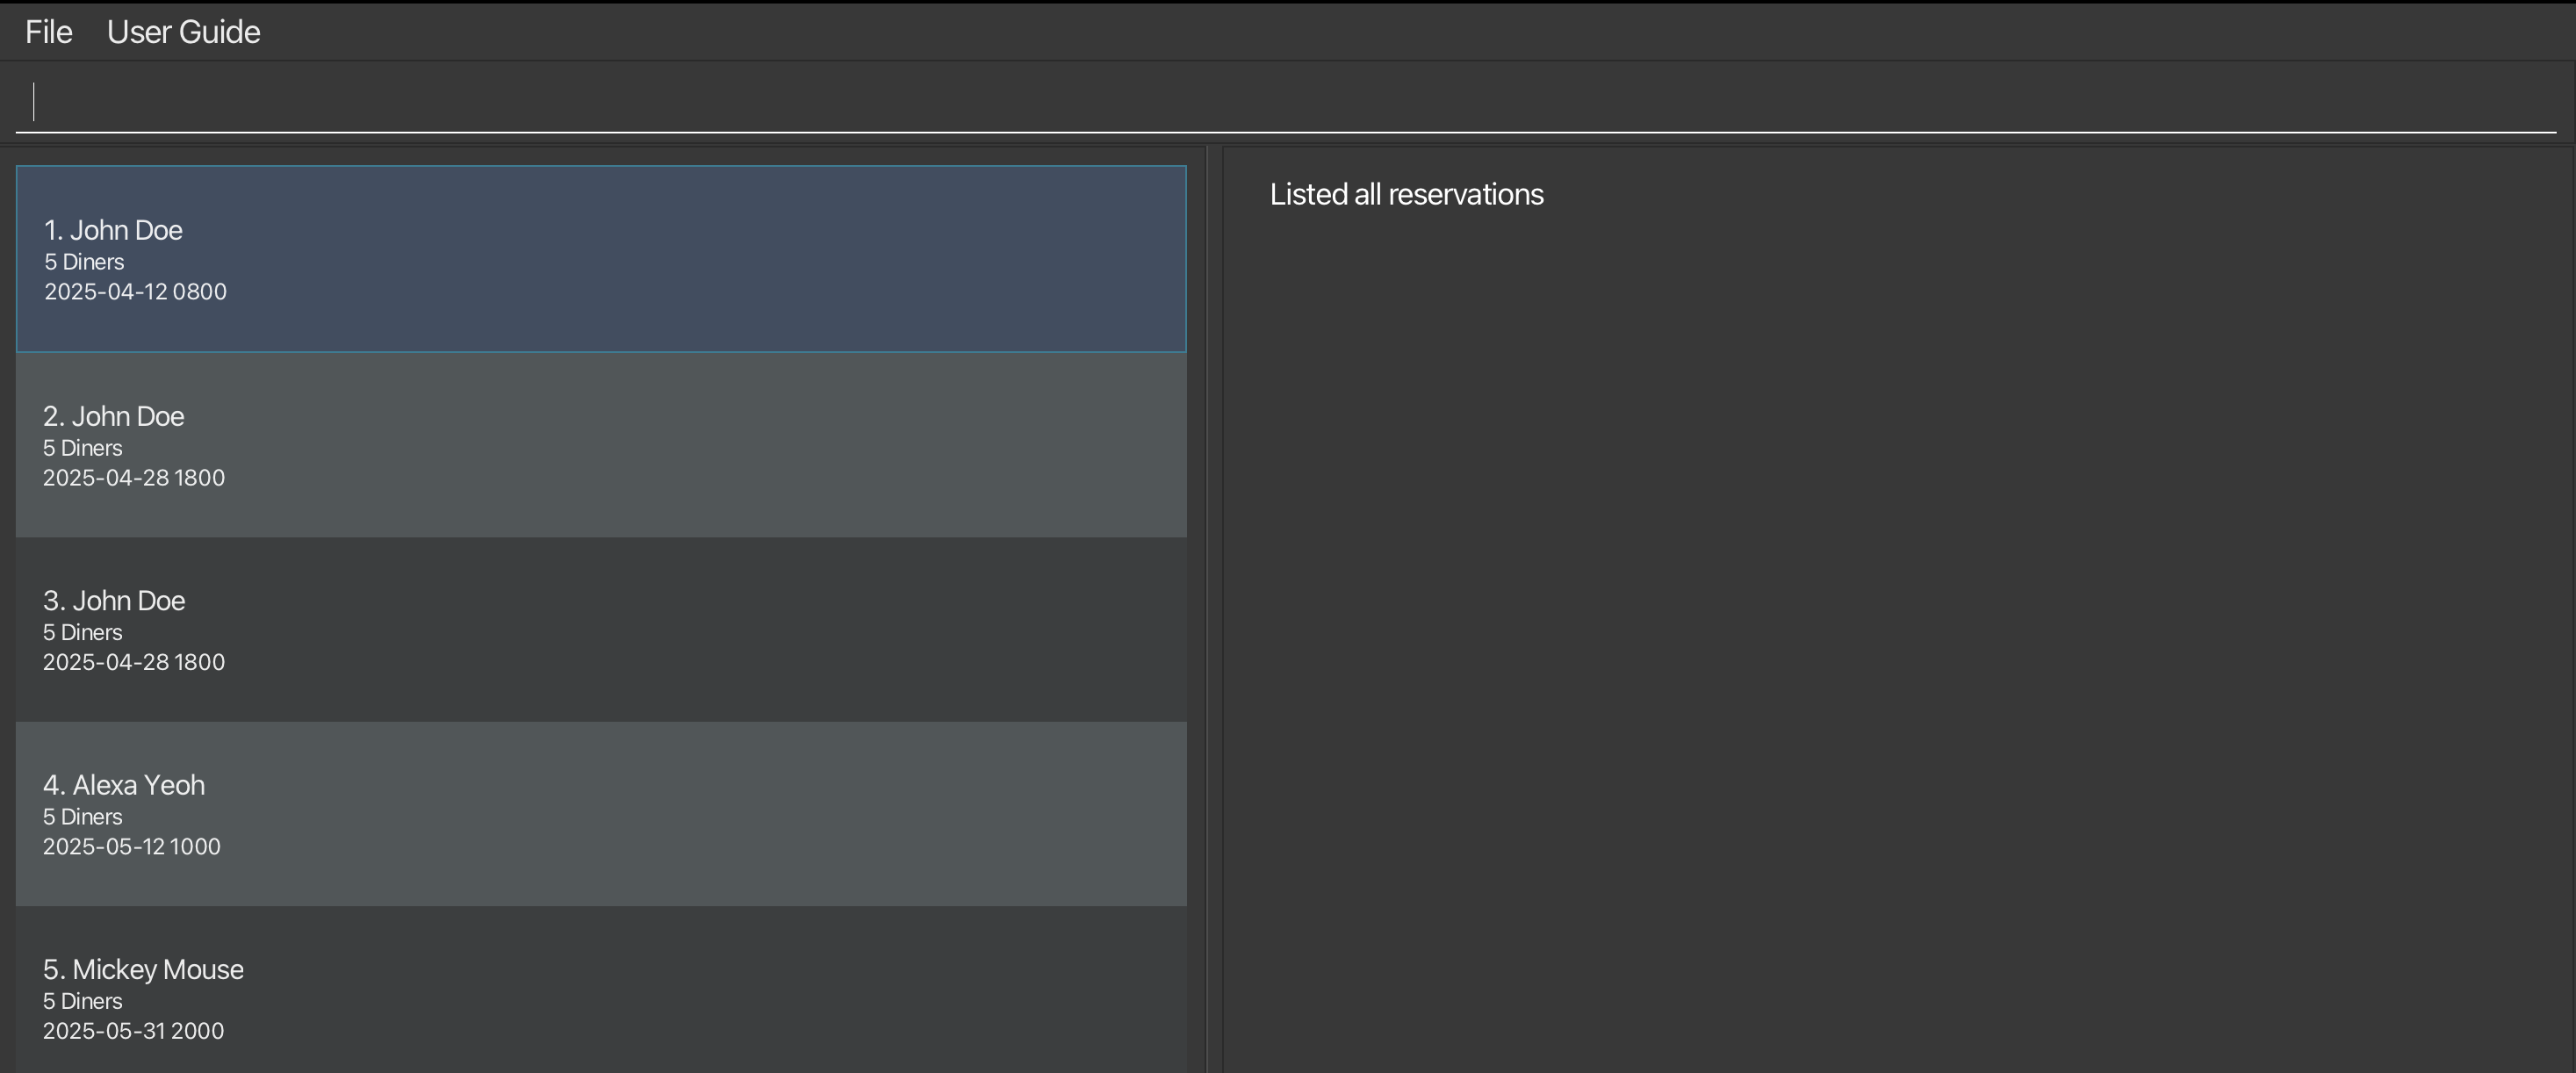 File User Guide
1. John Doe
5 Diners
2025-04-12 0800
2. John Doe
5 Diners
2025-04-28 1800
3. John Doe
5 Diners
2025-04-28 1800
4. Alexa Yeoh
5 Diners
2025-05-12 1000
5. Mickey Mouse
5 Diners
2025-05-31 2000
Listed all reservations